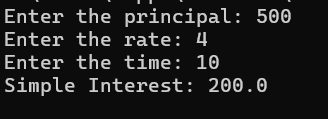 Enter the principal: 500
Enter the rate: 4
Enter the time: 10
Simple Interest: 200.0